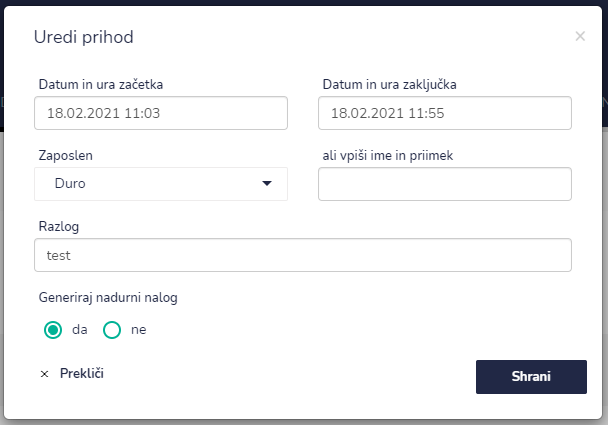 Uredi prihod
×
Datum in ura začetka
Datum in ura zaključka
18.02.2021 11:03
18.02.2021 11:55
Zaposlen
ali vpiši ime in priimek
Duro
Razlog
test
Generiraj nadurni nalog
da
ne
× Prekliči
Shrani